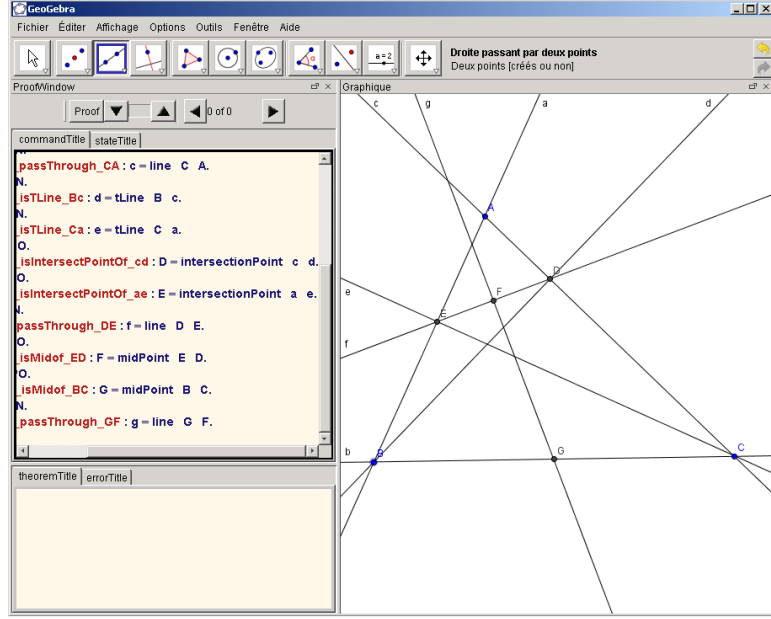 GeoGebra
Fichier Éditer Affichage Options Outils Fenêtre Aide
a=2
Droite passant par deux points
Deux points [créés ou non]
ProofWindow
Graphique
Proof
0 of 0
commandTitle stateTitle
_passThrough_CA : c = line C A.
N.
_isTLine_Bc : d = tLine B c.
N.
_isTLine_Ca : e = tLine C a.
O.
_isIntersectPointOf_cd : D = intersectionPoint c d.
O.
_isIntersectPointOf_ae : E = intersectionPoint a e.
N.
passThrough_DE : f = line D E.
O.
_isMidof_ED : F = midPoint E D.
O.
_isMidof_BC : G = midPoint B C.
N.
_passThrough_GF : g = line G F.
theoremTitle errorTitle
c g a d
A
D
e
F
E
f
b B G C